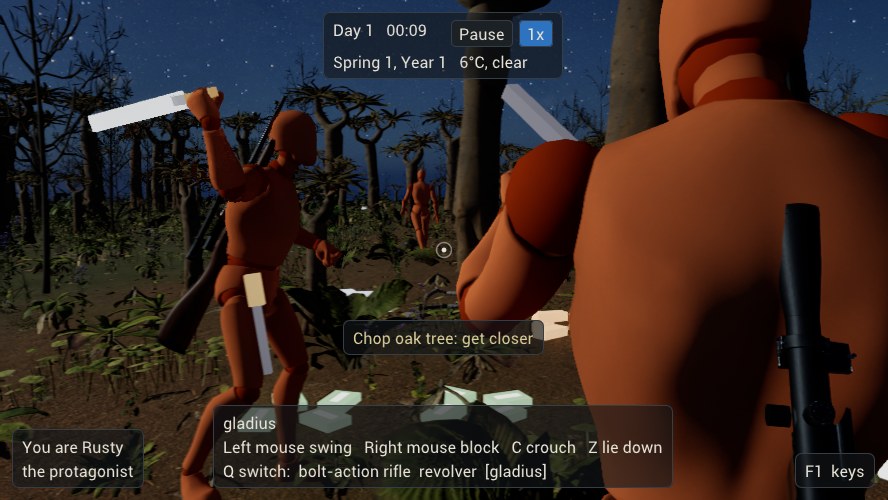 Day 1 00:09 Pause 1x
Spring 1, Year 1 6°C, clear
Chop oak tree: get closer
gladius
Left mouse swing Right mouse block C crouch Z lie down
Q switch: bolt-action rifle revolver [gladius]
You are Rusty
the protagonist
F1 keys